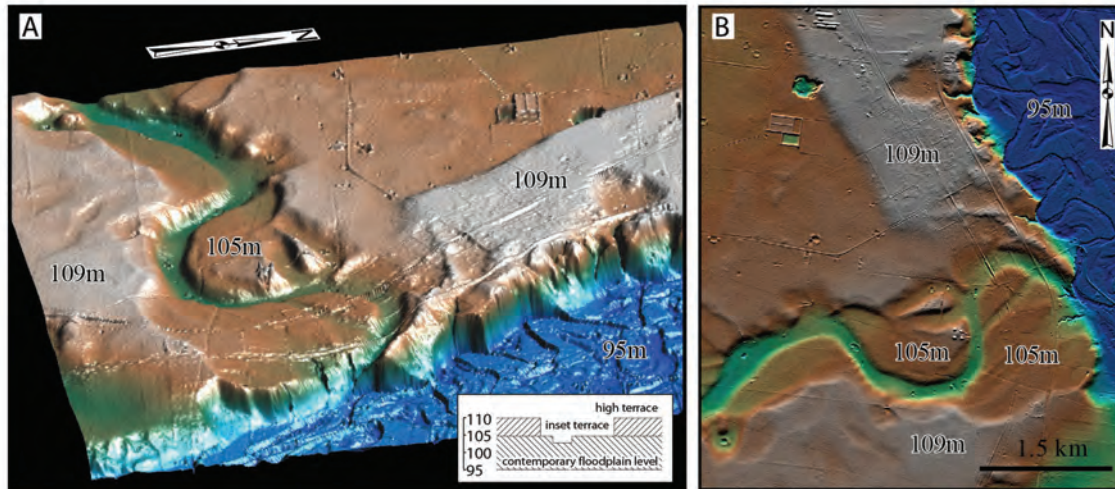 A
N
109m
105m
109m
95m
high terrace
110
inset terrace
105
100
contemporary floodplain level
95
B
N
95m
109m
105m
105m
109m
1.5 km